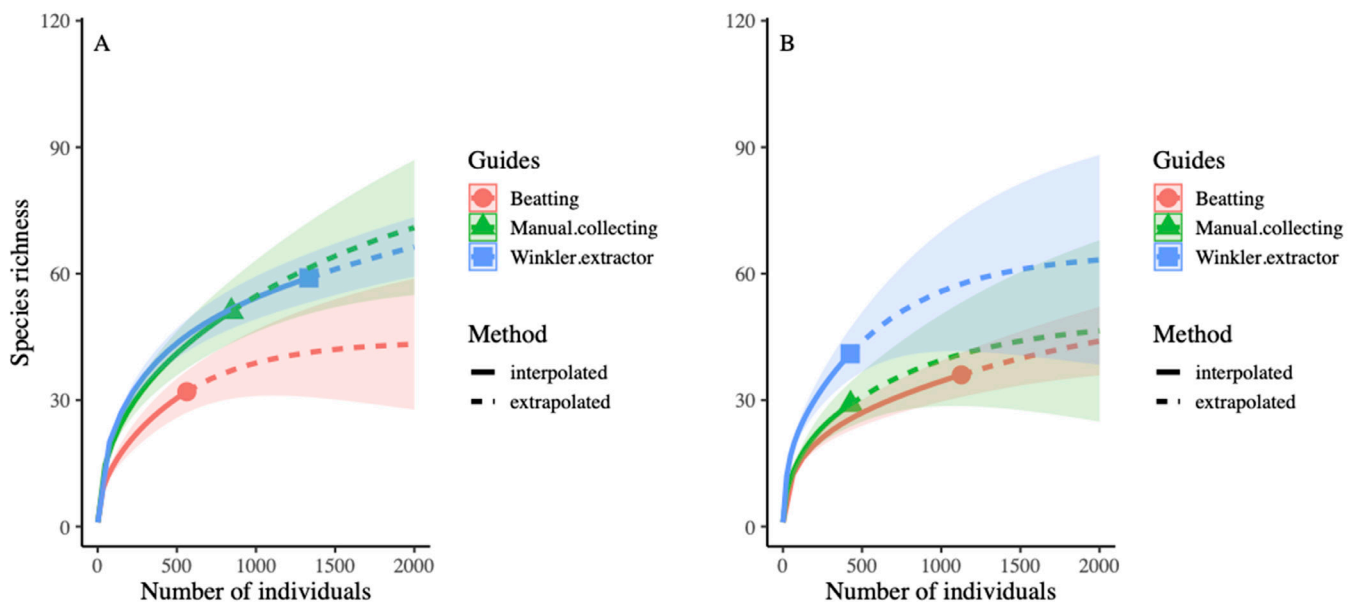 A
Species richness
120
90
60
30
0
0 500 1000 1500 2000
Number of individuals
Guides
Beatting
Manual.collecting
Winkler.extractor
Method
interpolated
extrapolated
B
120
90
60
30
0
0 500 1000 1500 2000
Number of individuals
Guides
Beatting
Manual.collecting
Winkler.extractor
Method
interpolated
extrapolated